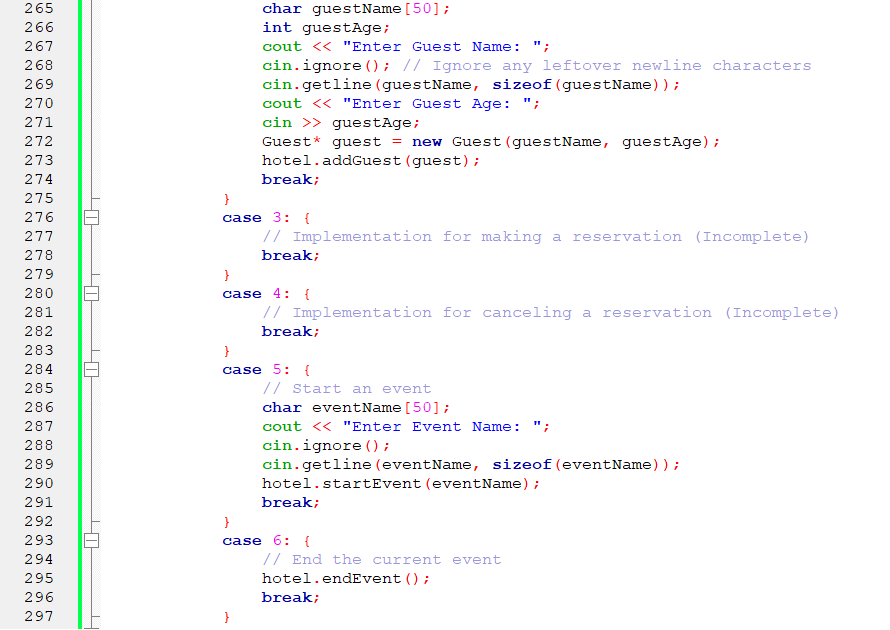 265 char guestName[50];
266 int guestAge;
267 cout << "Enter Guest Name: ";
268 cin.ignore(); // Ignore any leftover newline characters
269 cin.getline(guestName, sizeof(guestName));
270 cout << "Enter Guest Age: ";
271 cin >> guestAge;
272 Guest* guest = new Guest(guestName, guestAge);
273 hotel.addGuest(guest);
274 break;
275 }
276 case 3: {
277 // Implementation for making a reservation (Incomplete)
278 break;
279 }
280 case 4: {
281 // Implementation for canceling a reservation (Incomplete)
282 break;
283 }
284 case 5: {
285 // Start an event
286 char eventName[50];
287 cout << "Enter Event Name: ";
288 cin.ignore();
289 cin.getline(eventName, sizeof(eventName));
290 hotel.startEvent(eventName);
291 break;
292 }
293 case 6: {
294 // End the current event
295 hotel.endEvent();
296 break;
297 }